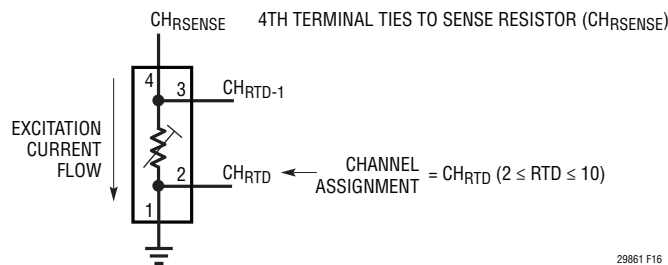 CHRSENSE 4TH TERMINAL TIES TO SENSE RESISTOR (CHRSENSE)
4
3 CHRTD-1
EXCITATION
CURRENT
FLOW
2 CHRTD
CHANNEL
ASSIGNMENT = CHRTD (2 ≤ RTD ≤ 10)
1
29861 F16